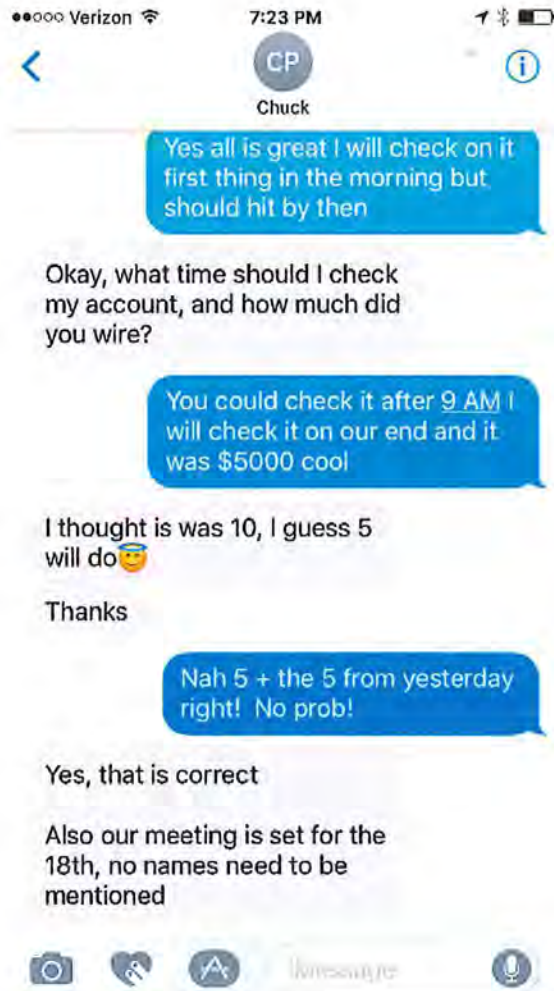 Verizon 7:23 PM
CP
Chuck
Yes all is great I will check on it
first thing in the morning but
should hit by then
Okay, what time should I check
my account, and how much did
you wire?
You could check it after 9 AM I
will check it on our end and it
was $5000 cool
I thought is was 10, I guess 5
will do😇
Thanks
Nah 5 + the 5 from yesterday
right! No prob!
Yes, that is correct
Also our meeting is set for the
18th, no names need to be
mentioned
iMessage